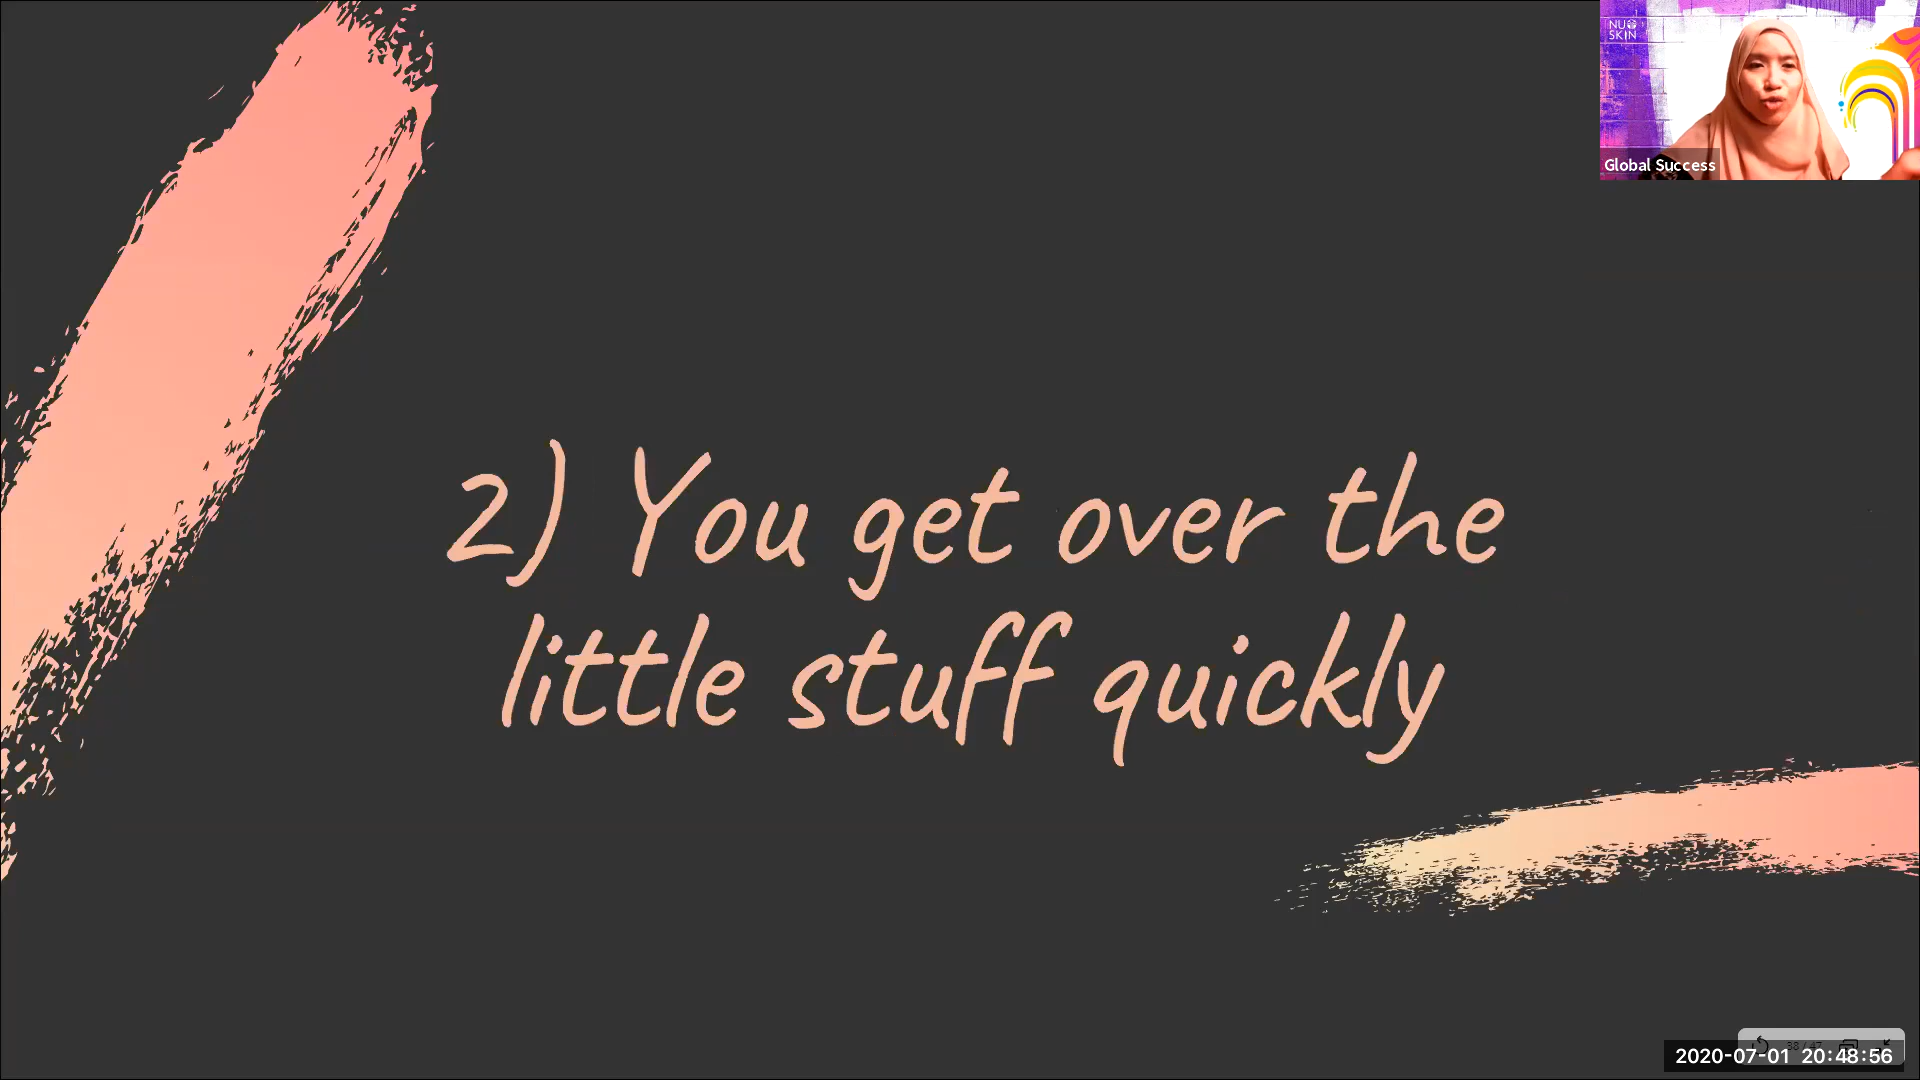 NU SKIN
Global Success
2) You get over the
little stuff quickly
2020-07-01 20:48:56